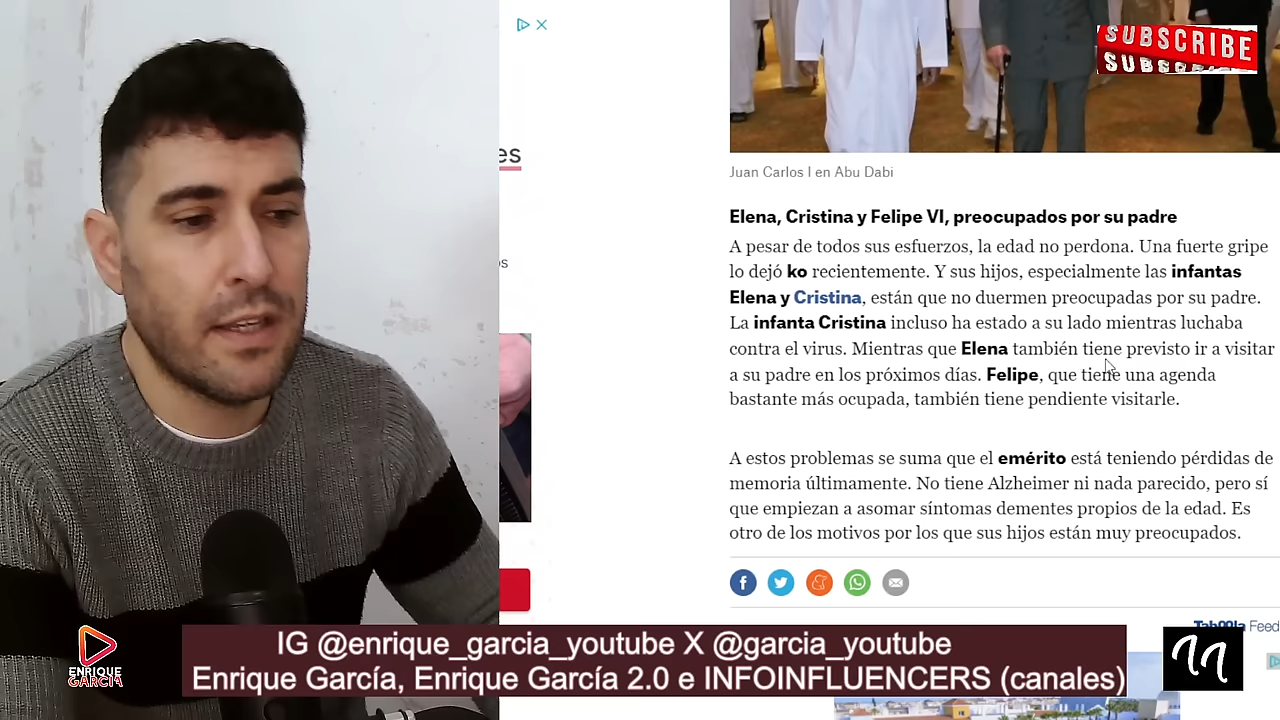 SUBSCRIBE
SUBSCRIBE
es
Juan Carlos I en Abu Dabi
Elena, Cristina y Felipe VI, preocupados por su padre
A pesar de todos sus esfuerzos, la edad no perdona. Una fuerte gripe
lo dejó ko recientemente. Y sus hijos, especialmente las infantas
Elena y Cristina, están que no duermen preocupadas por su padre.
La infanta Cristina incluso ha estado a su lado mientras luchaba
contra el virus. Mientras que Elena también tiene previsto ir a visitar
a su padre en los próximos días. Felipe, que tiene una agenda
bastante más ocupada, también tiene pendiente visitarle.
os
A estos problemas se suma que el emérito está teniendo pérdidas de
memoria últimamente. No tiene Alzheimer ni nada parecido, pero sí
que empiezan a asomar síntomas dementes propios de la edad. Es
otro de los motivos por los que sus hijos están muy preocupados.
Feed
IG @enrique_garcia_youtube X @garcia_youtube
Enrique García, Enrique García 2.0 e INFOINFLUENCERS (canales)
ENRIQUE
GARCÍA